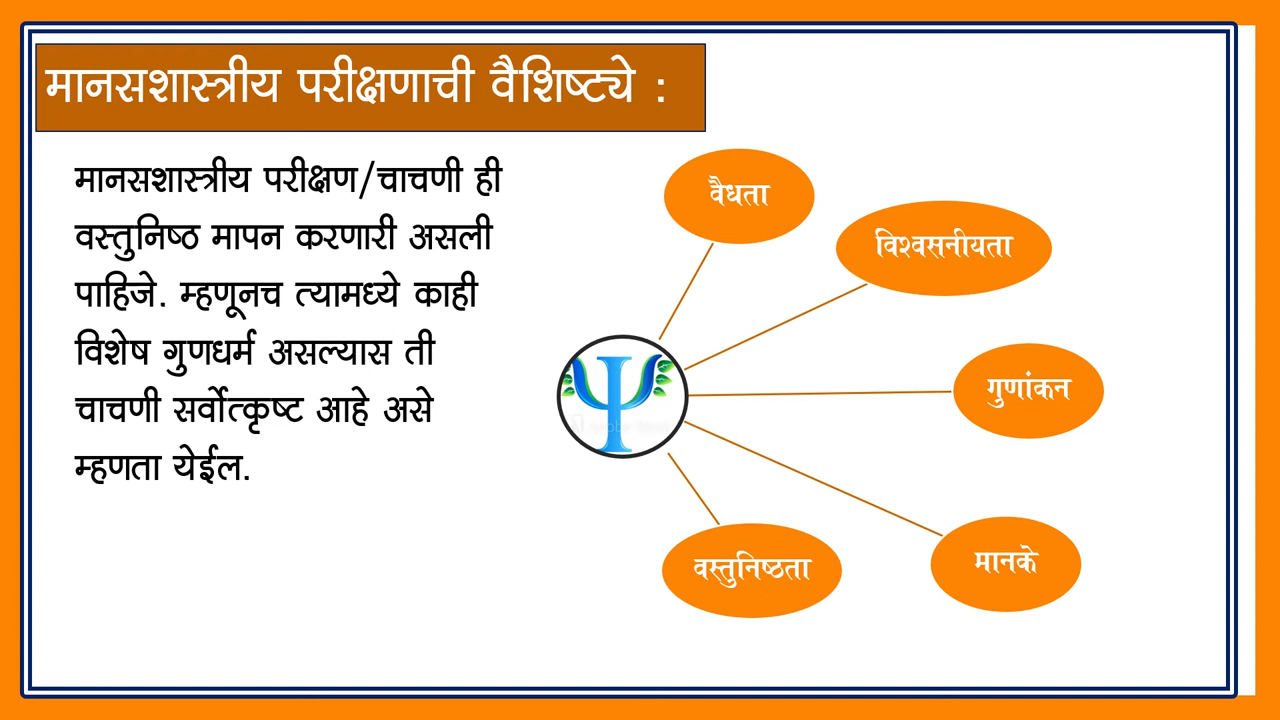 मानसशास्त्रीय परीक्षणाची वैशिष्ट्ये :
मानसशास्त्रीय परीक्षण/चाचणी ही
वस्तुनिष्ठ मापन करणारी असली
पाहिजे. म्हणूनच त्यामध्ये काही
विशेष गुणधर्म असल्यास ती
चाचणी सर्वोत्कृष्ट आहे असे
म्हणता येईल.
वैधता
विश्वसनीयता
गुणांकन
मानके
वस्तुनिष्ठता
Ψ